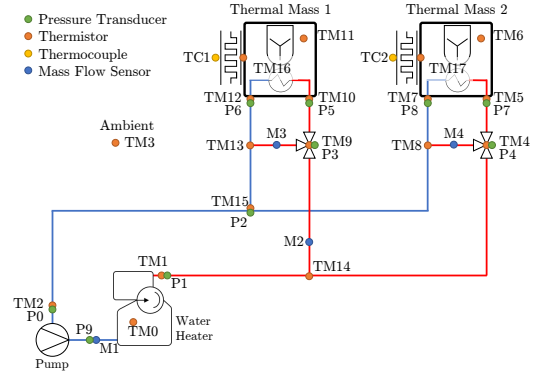 Pressure Transducer
Thermistor
Thermocouple
Mass Flow Sensor
Thermal Mass 1
Thermal Mass 2
TC1
TM11
TM16
TC2
TM6
TM17
TM12
P6
TM10
P5
TM7
P8
TM5
P7
Ambient
TM3
TM13
M3
TM9
P3
TM8
M4
TM4
P4
TM15
P2
M2
TM14
TM1
P1
TM2
P0
TM0
Water
Heater
P9
M1
Pump